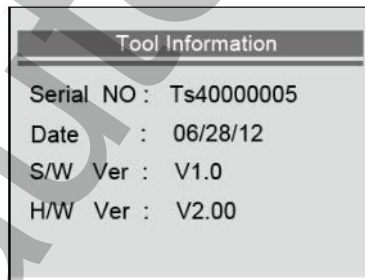 Tool Information
Serial NO : Ts40000005
Date : 06/28/12
S/W Ver : V1.0
H/W Ver : V2.00